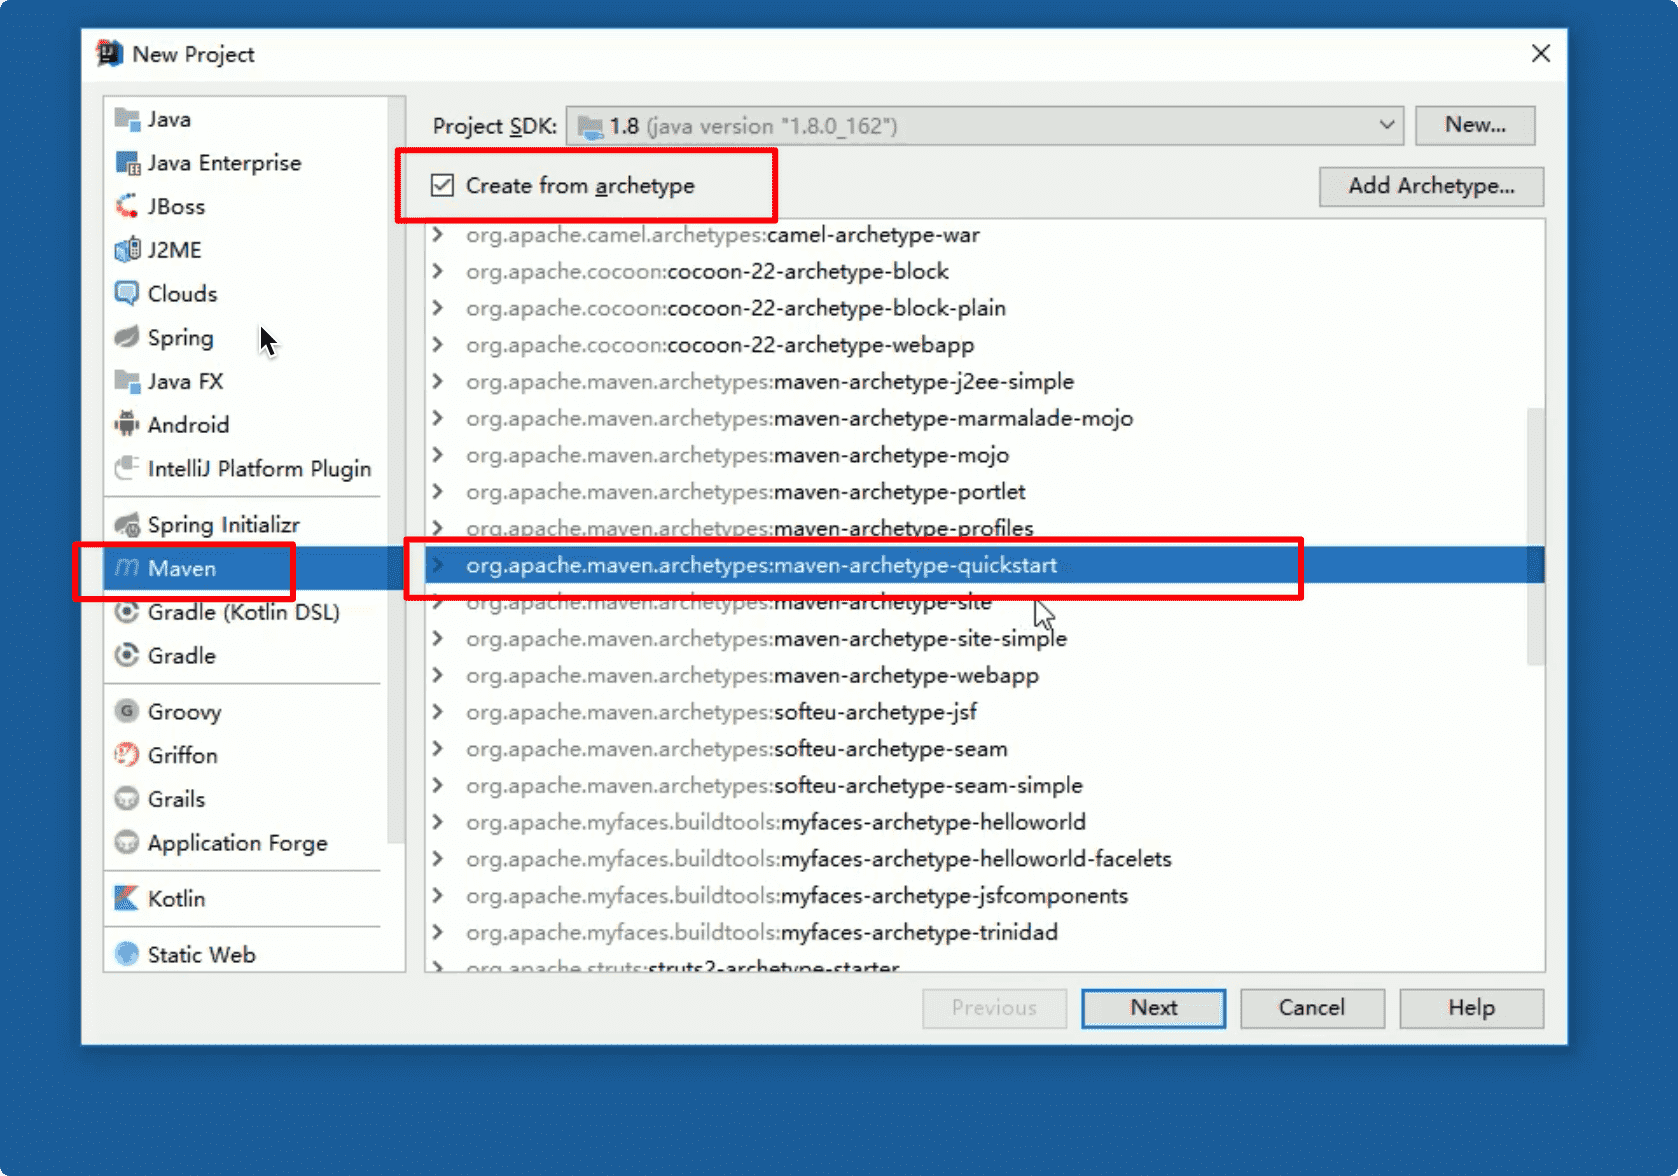 New Project
Java
Java Enterprise
JBoss
J2ME
Clouds
Spring
Java FX
Android
IntelliJ Platform Plugin
Spring Initializr
Maven
Gradle (Kotlin DSL)
Gradle
Groovy
Griffon
Grails
Application Forge
Kotlin
Static Web
Project SDK: 1.8 (java version "1.8.0_162") New...
Create from archetype Add Archetype...
org.apache.camel.archetypes:camel-archetype-war
org.apache.cocoon:cocoon-22-archetype-block
org.apache.cocoon:cocoon-22-archetype-block-plain
org.apache.cocoon:cocoon-22-archetype-webapp
org.apache.maven.archetypes:maven-archetype-j2ee-simple
org.apache.maven.archetypes:maven-archetype-marmalade-mojo
org.apache.maven.archetypes:maven-archetype-mojo
org.apache.maven.archetypes:maven-archetype-portlet
org.apache.maven.archetypes:maven-archetype-profiles
org.apache.maven.archetypes:maven-archetype-quickstart
org.apache.maven.archetypes:maven-archetype-site
org.apache.maven.archetypes:maven-archetype-site-simple
org.apache.maven.archetypes:maven-archetype-webapp
org.apache.maven.archetypes:softeu-archetype-jsf
org.apache.maven.archetypes:softeu-archetype-seam
org.apache.maven.archetypes:softeu-archetype-seam-simple
org.apache.myfaces.buildtools:myfaces-archetype-helloworld
org.apache.myfaces.buildtools:myfaces-archetype-helloworld-facelets
org.apache.myfaces.buildtools:myfaces-archetype-jsfcomponents
org.apache.myfaces.buildtools:myfaces-archetype-trinidad
org.apache.struts:struts2-archetype-starter
Previous Next Cancel Help